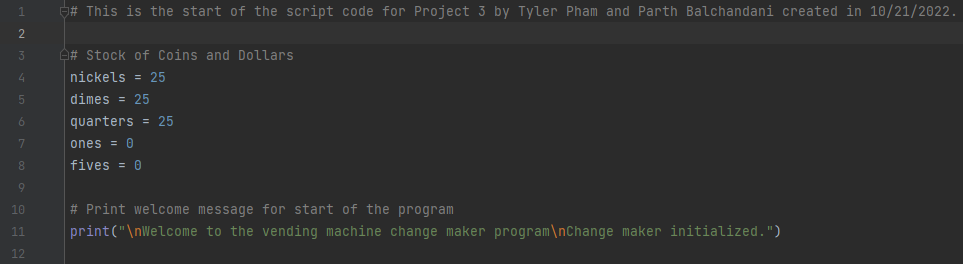 1 # This is the start of the script code for Project 3 by Tyler Pham and Parth Balchandani created in 10/21/2022.
2
3 # Stock of Coins and Dollars
4 nickels = 25
5 dimes = 25
6 quarters = 25
7 ones = 0
8 fives = 0
9
10 # Print welcome message for start of the program
11 print("\nWelcome to the vending machine change maker program\nChange maker initialized.")
12